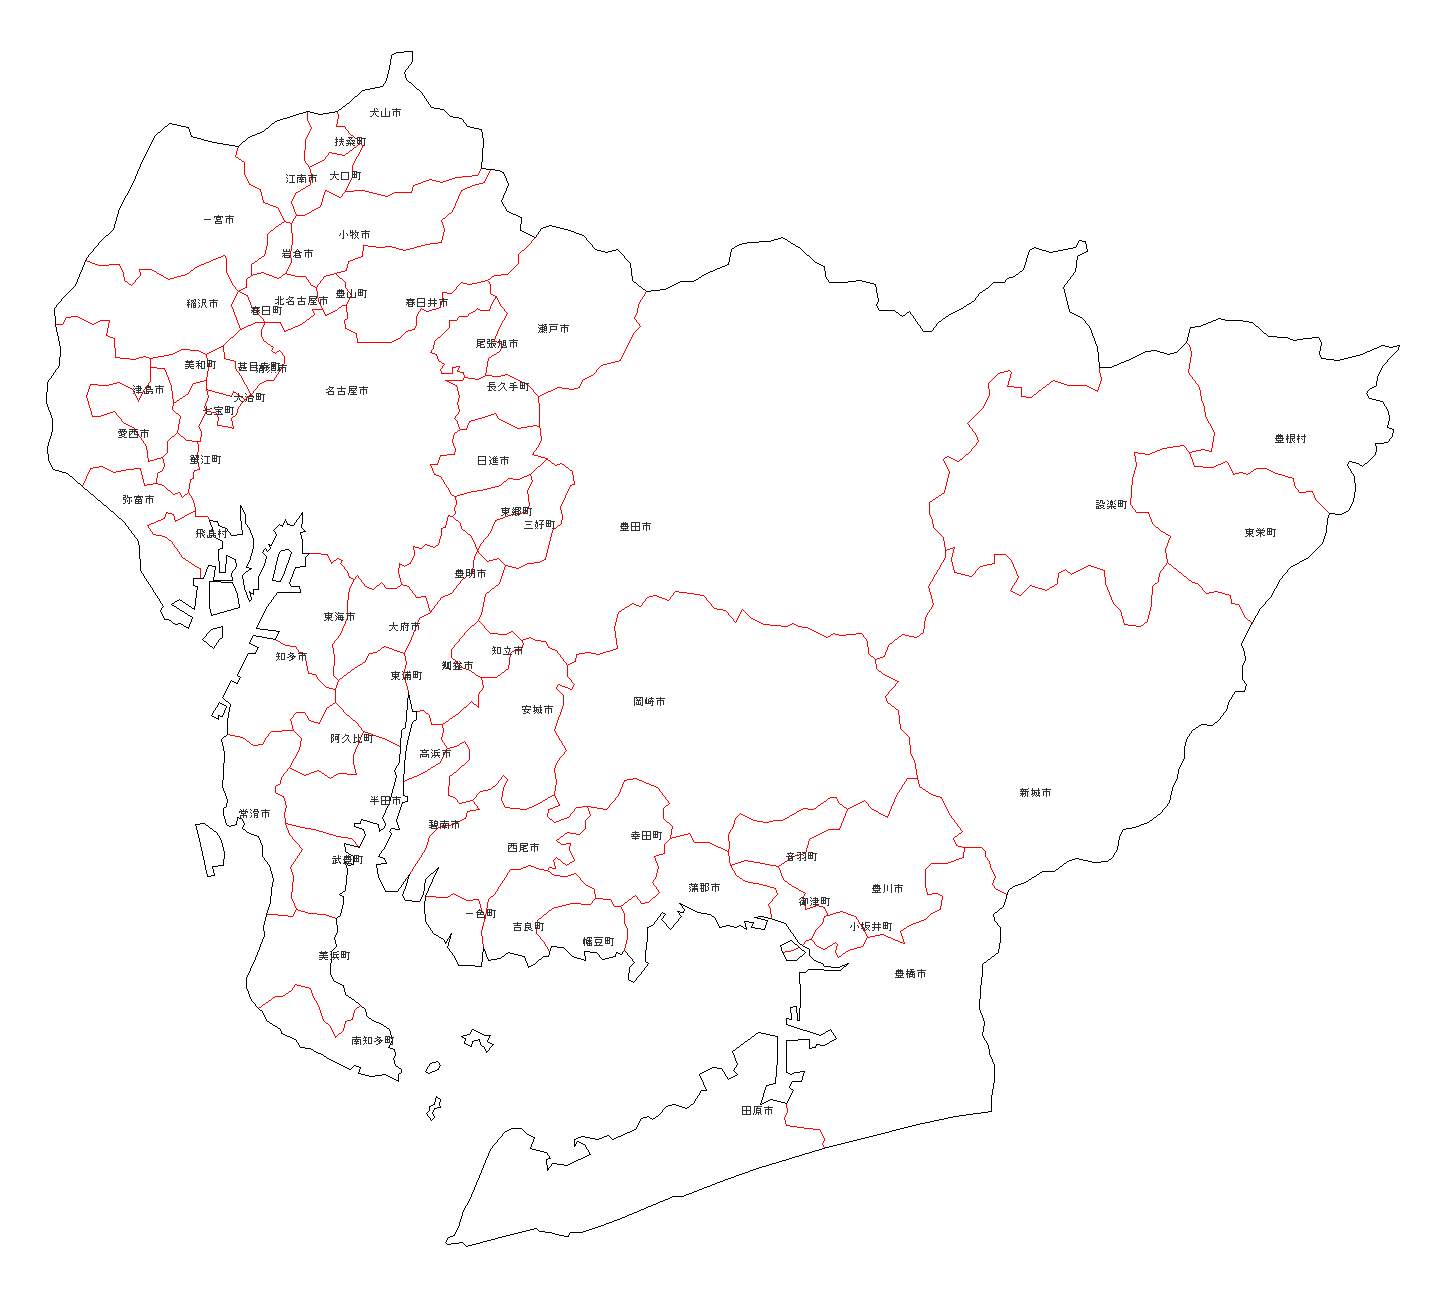 犬山市
扶桑町
大口町
江南市
一宮市
小牧市
岩倉市
稲沢市
北名古屋市
豊山町
春日町
春日井市
瀬戸市
尾張旭市
美和町
甚目寺町
清須市
長久手町
津島市
大治町
名古屋市
七宝町
愛西市
蟹江町
日進市
弥富市
東郷町
三好町
飛島村
豊田市
豊根村
設楽町
東栄町
豊明市
東海市
大府市
知立市
知多市
刈谷市
東浦町
安城市
岡崎市
阿久比町
高浜市
新城市
半田市
常滑市
碧南市
幸田町
西尾市
武豊町
音羽町
蒲郡市
豊川市
御津町
一色町
吉良町
小坂井町
幡豆町
美浜町
豊橋市
南知多町
田原市